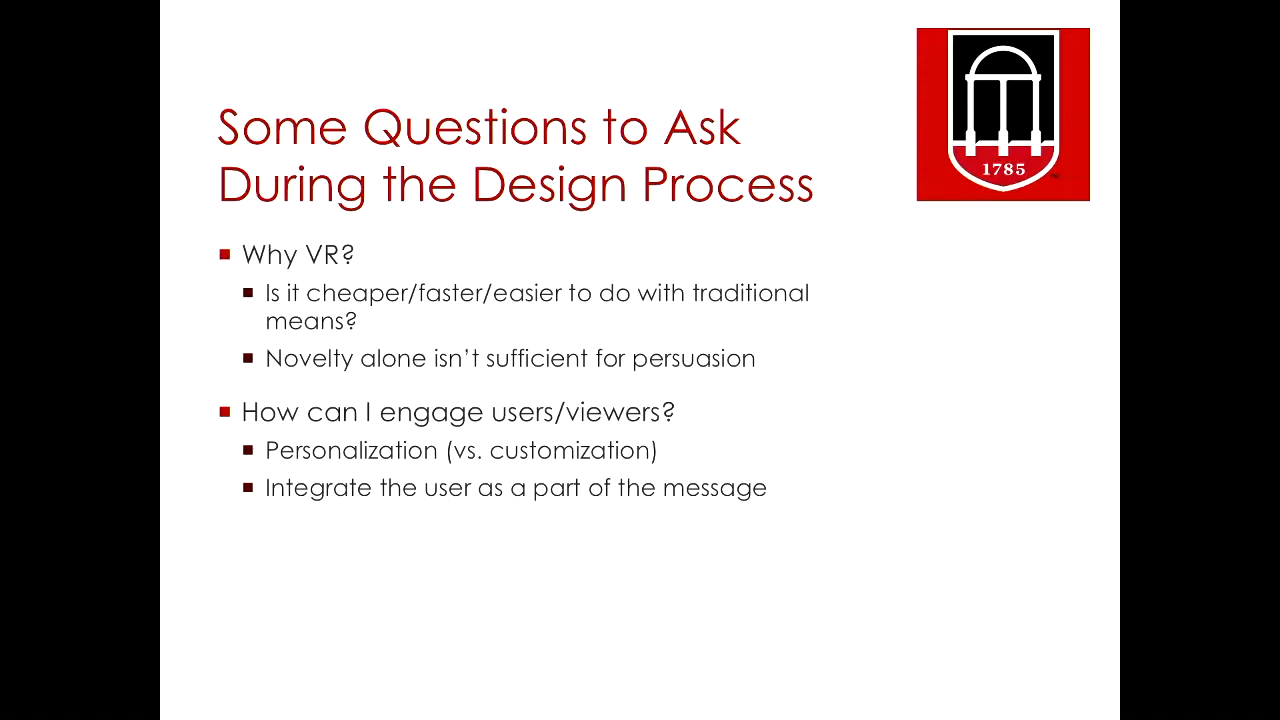 Some Questions to Ask
During the Design Process
Why VR?
Is it cheaper/faster/easier to do with traditional
means?
Novelty alone isn’t sufficient for persuasion
How can I engage users/viewers?
Personalization (vs. customization)
Integrate the user as a part of the message
1785